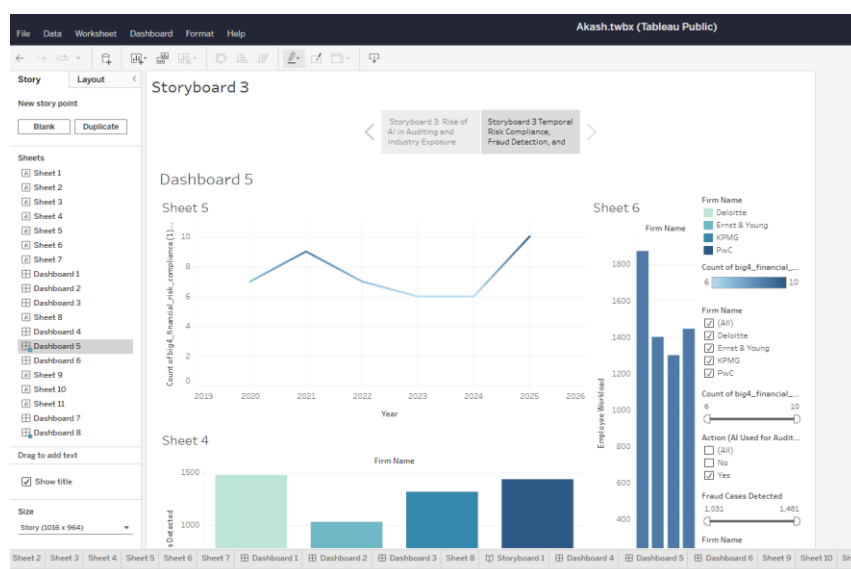 Akash.twbx (Tableau Public)
File Data Worksheet Dashboard Format Help
Story Layout
New story point
Blank Duplicate
Sheets
Sheet 1
Sheet 2
Sheet 3
Sheet 4
Sheet 5
Sheet 6
Sheet 7
Dashboard 1
Dashboard 2
Dashboard 3
Sheet 8
Dashboard 4
Dashboard 5
Dashboard 6
Sheet 9
Sheet 10
Sheet 11
Dashboard 7
Dashboard 8
Drag to add text
Show title
Size
Story (1016 x 964)
Storyboard 3
Storyboard 3: Rise of
AI in Auditing and
Industry Exposure
Storyboard 3 Temporal
Risk Compliance,
Fraud Detection, and
Dashboard 5
Sheet 5
Count of big4_financial_risk_compliance (1)....
10
8
6
4
2
0
2019 2020 2021 2022 2023 2024 2025 2026
Year
Sheet 4
Firm Name
1500
1000
s Detected
Sheet 6
Firm Name
Employee Workload
1800
1600
1400
1200
1000
800
600
400
Firm Name
Deloitte
Ernst & Young
KPMG
PwC
Count of big4_financial_...
6 10
Firm Name
(All)
Deloitte
Ernst & Young
KPMG
PwC
Count of big4_financial_...
6 10
Action (AI Used for Audit...
(All)
No
Yes
Fraud Cases Detected
1,031 1,481
Firm Name
Sheet 2 Sheet 3 Sheet 4 Sheet 5 Sheet 6 Sheet 7 Dashboard 1 Dashboard 2 Dashboard 3 Sheet 8 Storyboard 1 Dashboard 4 Dashboard 5 Dashboard 6 Sheet 9 Sheet 10 Sh